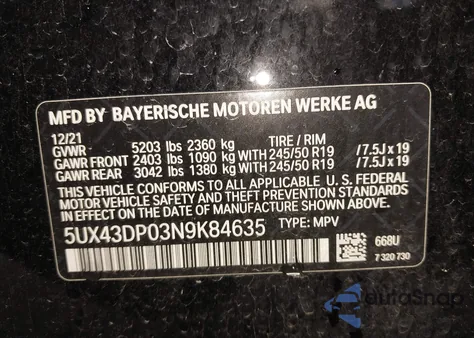 MFD BY BAYERISCHE MOTOREN WERKE AG
12/21
GVWR 5203 lbs 2360 kg TIRE / RIM
GAWR FRONT 2403 lbs 1090 kg WITH 245/50 R19 /7.5J x 19
GAWR REAR 3042 lbs 1380 kg WITH 245/50 R19 /7.5J x 19
THIS VEHICLE CONFORMS TO ALL APPLICABLE U. S. FEDERAL
MOTOR VEHICLE SAFETY, BUMPER, AND THEFT PREVENTION
STANDARDS IN EFFECT ON THE DATE OF MANUFACTURE
SHOWN ABOVE.
5UX43DP03N9K84635 TYPE: MPV
668U
7 320 730
AutoSnap